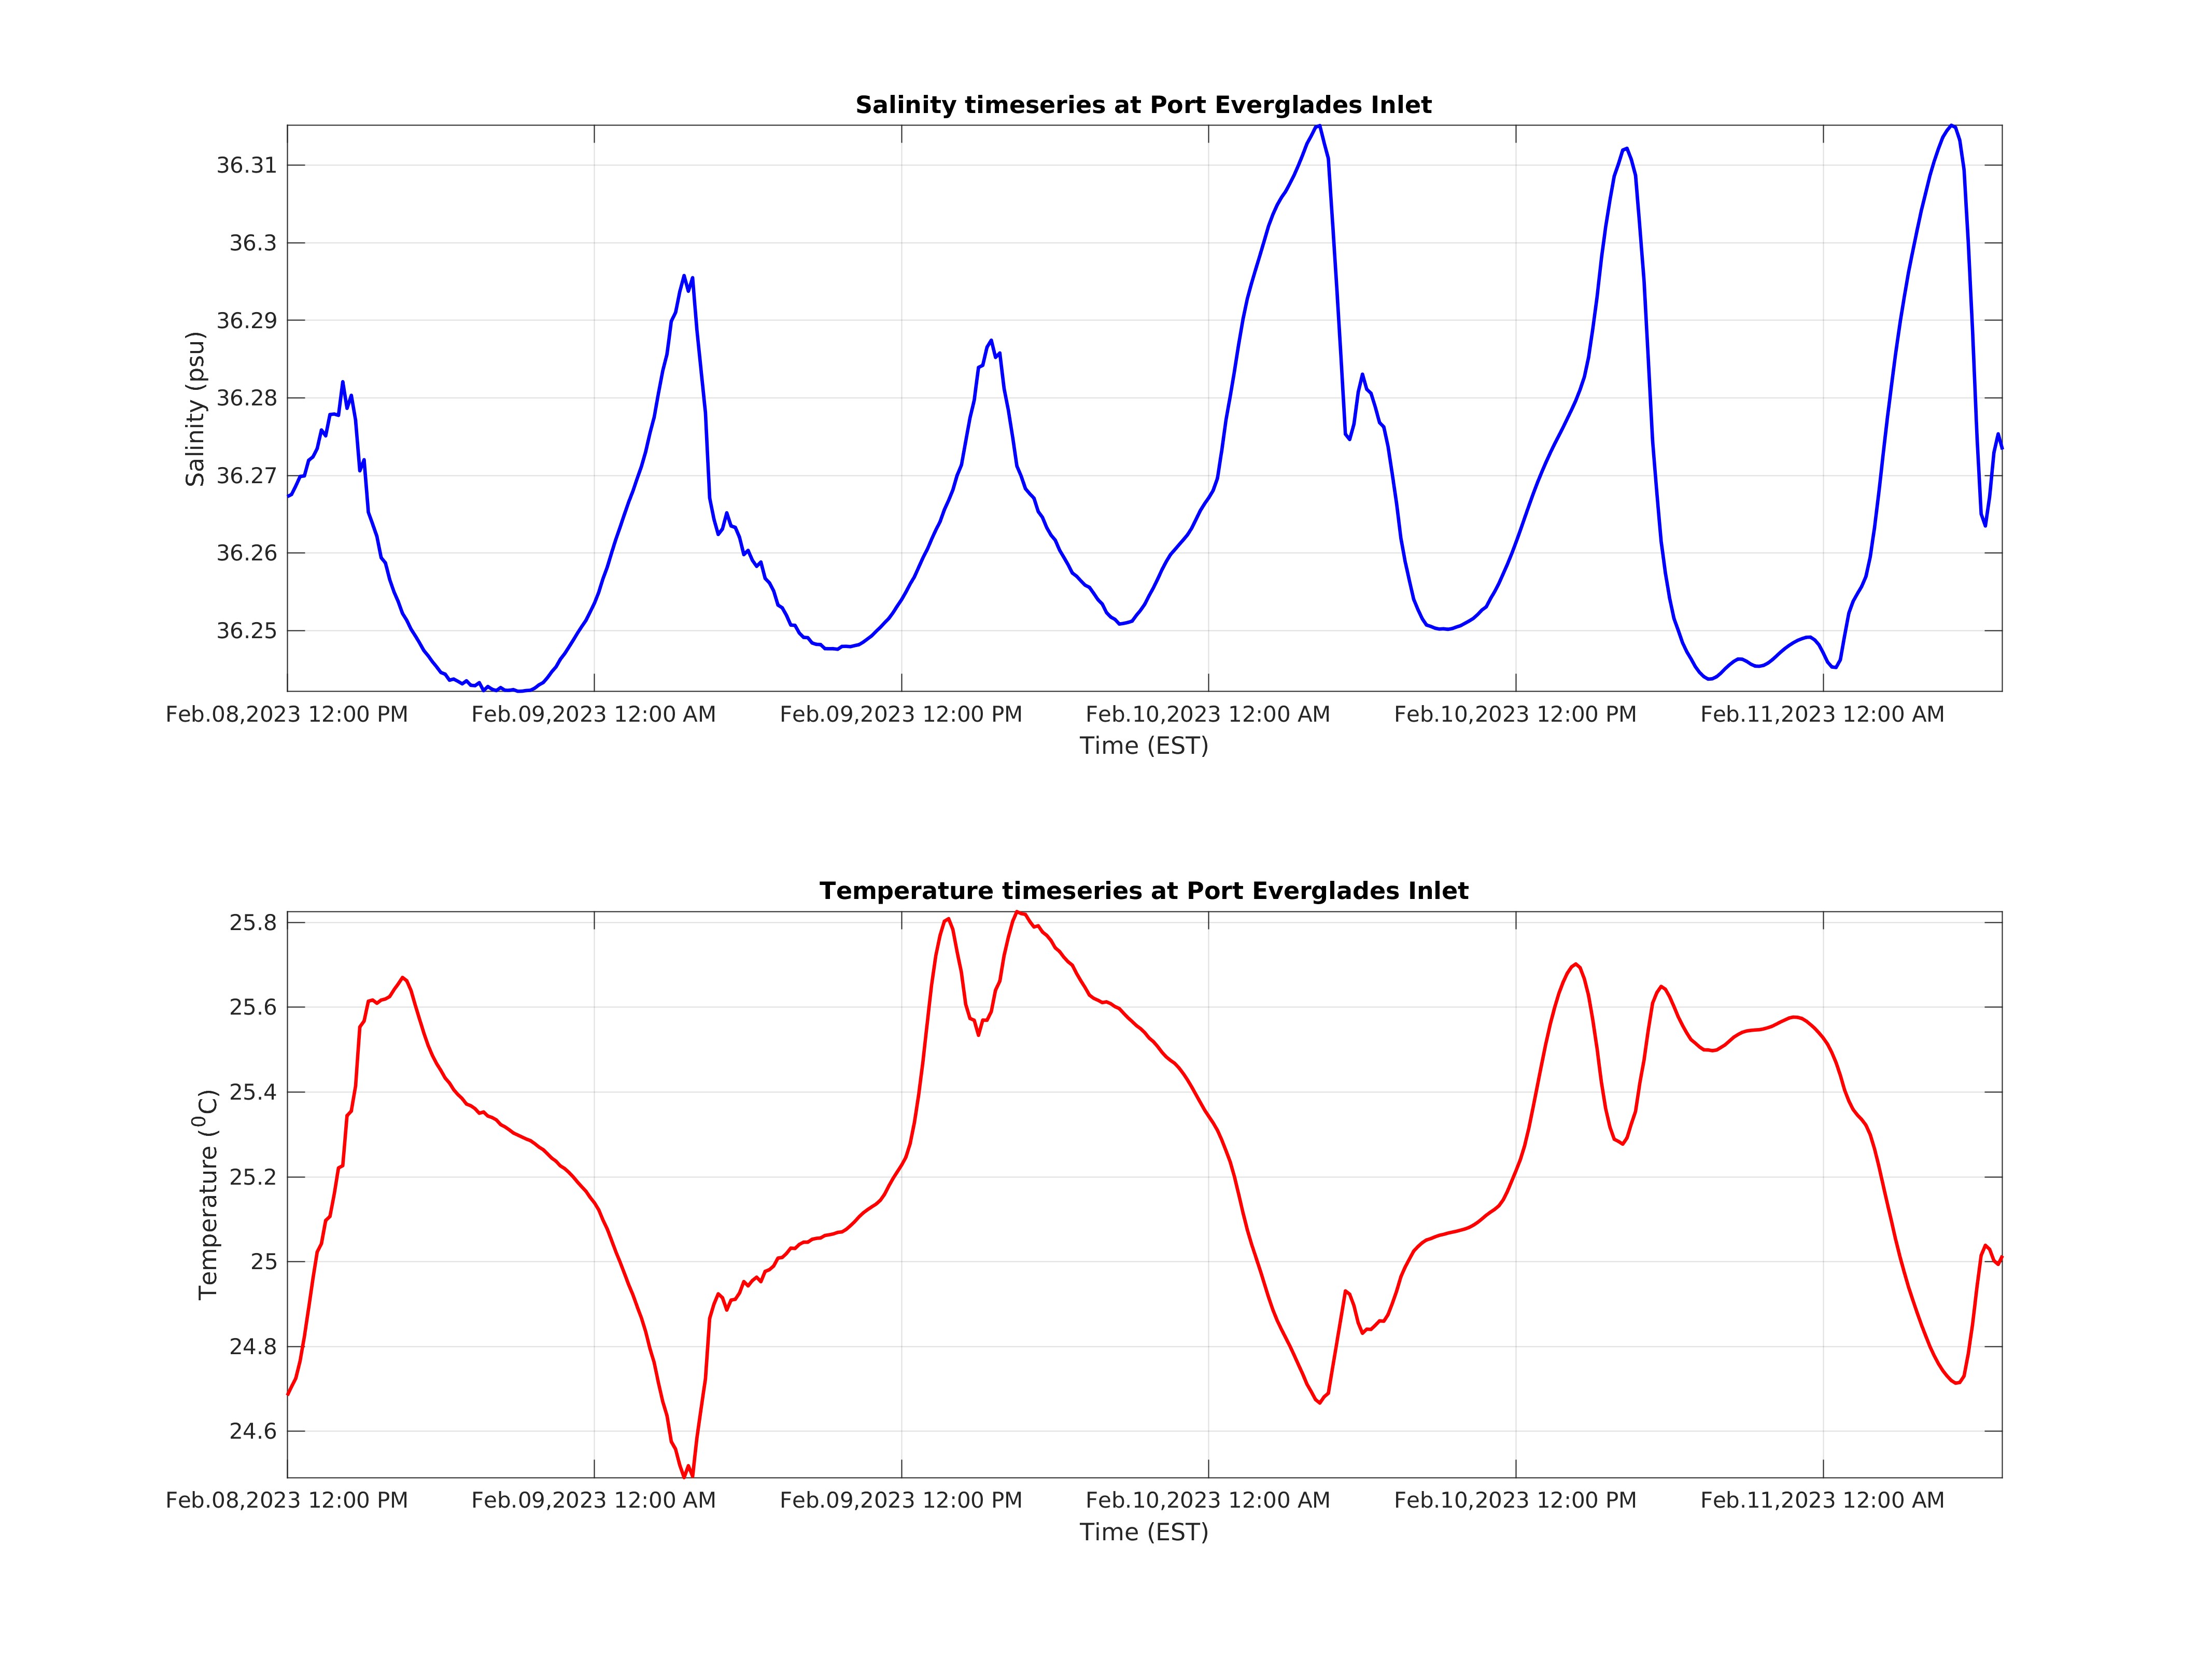 Salinity timeseries at Port Everglades Inlet
36.31
36.3
36.29
36.28
36.27
36.26
36.25
Salinity (psu)
Feb.08,2023 12:00 PM Feb.09,2023 12:00 AM Feb.09,2023 12:00 PM Feb.10,2023 12:00 AM Feb.10,2023 12:00 PM Feb.11,2023 12:00 AM
Time (EST)
Temperature timeseries at Port Everglades Inlet
25.8
25.6
25.4
25.2
25
24.8
24.6
Temperature (⁰C)
Feb.08,2023 12:00 PM Feb.09,2023 12:00 AM Feb.09,2023 12:00 PM Feb.10,2023 12:00 AM Feb.10,2023 12:00 PM Feb.11,2023 12:00 AM
Time (EST)